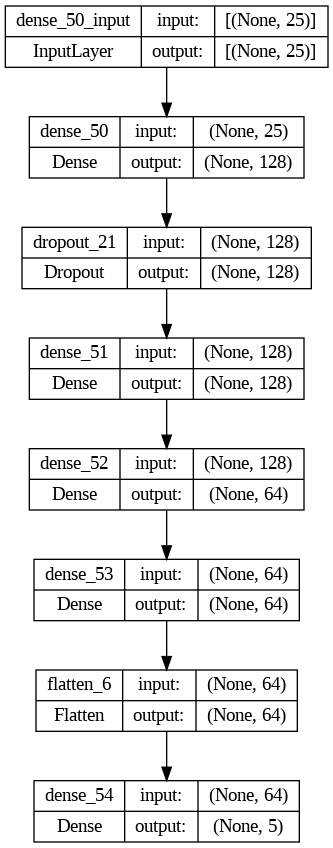 dense_50_input input: [(None, 25)]
InputLayer output: [(None, 25)]
dense_50 input: (None, 25)
Dense output: (None, 128)
dropout_21 input: (None, 128)
Dropout output: (None, 128)
dense_51 input: (None, 128)
Dense output: (None, 128)
dense_52 input: (None, 128)
Dense output: (None, 64)
dense_53 input: (None, 64)
Dense output: (None, 64)
flatten_6 input: (None, 64)
Flatten output: (None, 64)
dense_54 input: (None, 64)
Dense output: (None, 5)